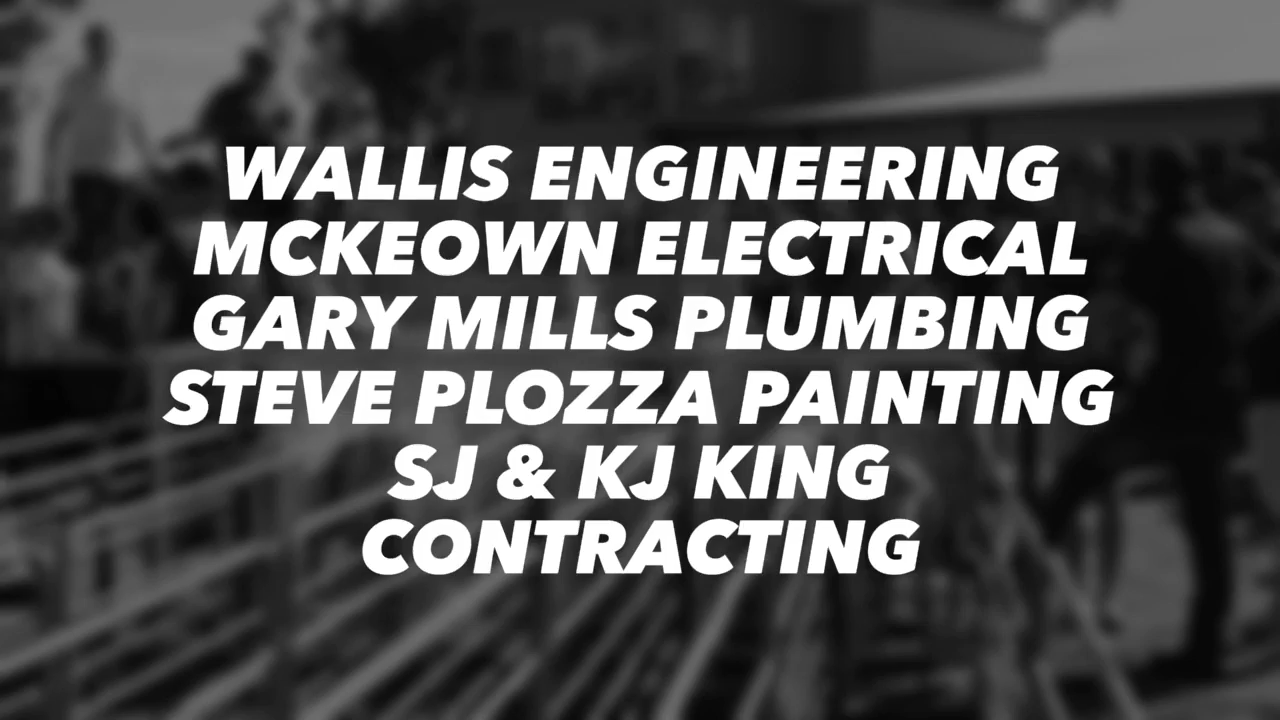 WALLIS ENGINEERING
MCKEOWN ELECTRICAL
GARY MILLS PLUMBING
STEVE PLOZZA PAINTING
SJ & KJ KING
CONTRACTING